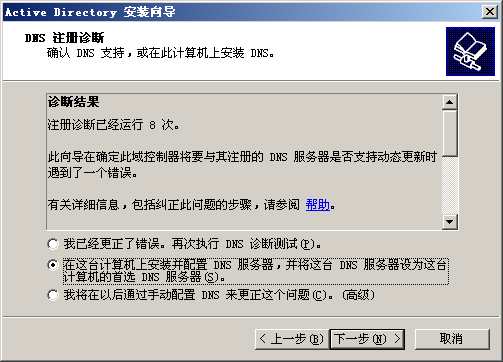 Active Directory 安装向导
DNS 注册诊断
确认 DNS 支持，或在此计算机上安装 DNS。
诊断结果
注册诊断已经运行 8 次。
此向导在确定此域控制器将要与其注册的 DNS 服务器是否支持动态更新时
遇到了一个错误。
有关详细信息，包括纠正此问题的步骤，请参阅 帮助。
我已经更正了错误。再次执行 DNS 诊断测试(P)。
在这台计算机上安装并配置 DNS 服务器，并将这台 DNS 服务器设为这台
计算机的首选 DNS 服务器(S)。
我将在以后通过手动配置 DNS 来更正这个问题(C)。(高级)
< 上一步(B) 下一步(N) > 取消